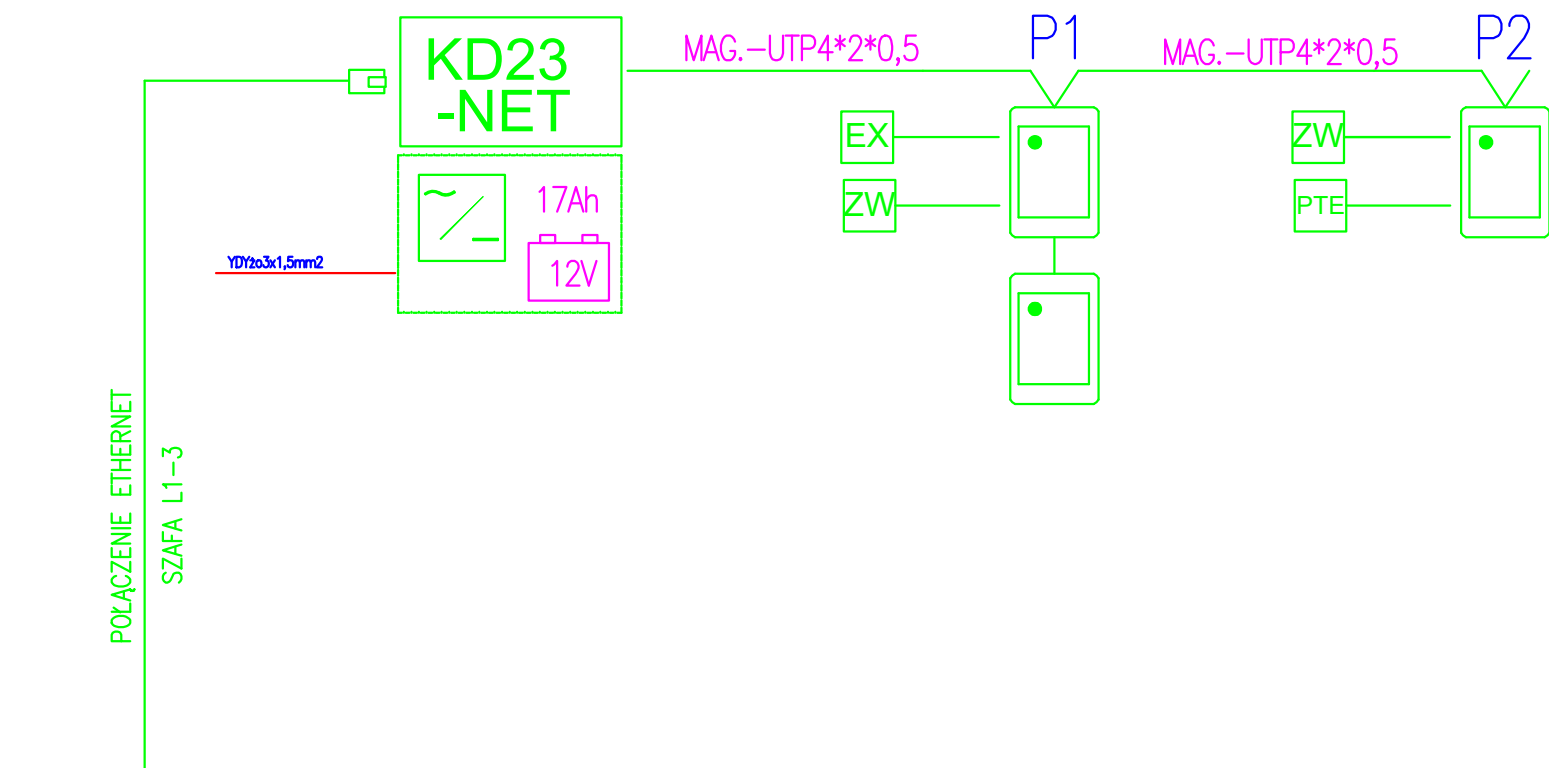 KD23
-NET
MAG.-UTP4*2*0,5
P1
MAG.-UTP4*2*0,5
P2
EX
ZW
ZW
PTE
17Ah
12V
YDYżo3x1,5mm2
POŁĄCZENIE ETHERNET
SZAFA L1-3